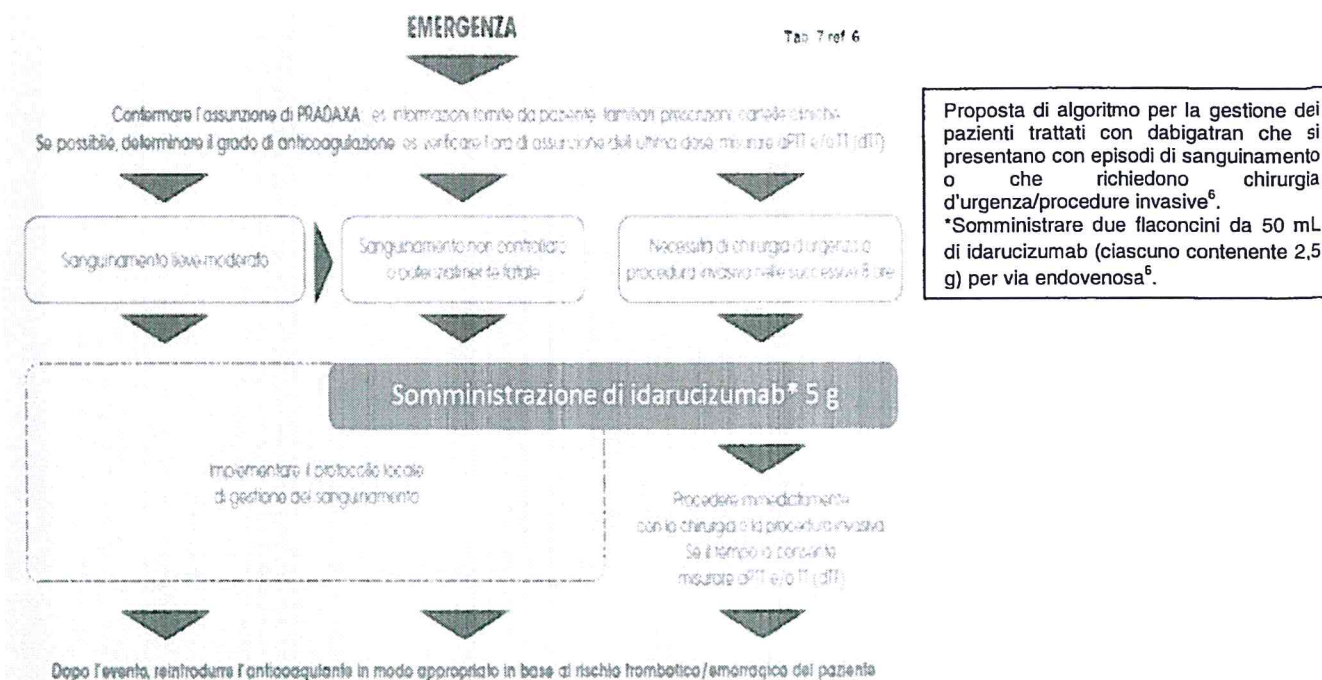 EMERGENZA
Tab 7 ref 6
Confermare l'assunzione di PRADAXA: es informazioni fornite da paziente, familiari prescrizioni cartelle cliniche
Se possibile, determinare il grado di anticoagulazione es verificare l'ora di assunzione dell'ultima dose misurare aPTT e/o TT (dTT)
Sanguinamento lieve-moderato
Sanguinamento non controllato
o potenzialmente fatale
Necessità di chirurgia d'urgenza o
procedura invasiva nelle successive 8 ore
Somministrazione di idarucizumab* 5 g
Implementare il protocollo locale
di gestione del sanguinamento
Procedere immediatamente
con la chirurgia o la procedura invasiva
Se il tempo lo consente
misurare aPTT e/o TT (dTT)
Dopo l'evento, reintrodurre l'anticoagulante in modo appropriato in base al rischio trombotico/emorragico del paziente
Proposta di algoritmo per la gestione dei
pazienti trattati con dabigatran che si
presentano con episodi di sanguinamento
o che richiedono chirurgia
d'urgenza/procedure invasive⁶.
*Somministrare due flaconcini da 50 mL
di idarucizumab (ciascuno contenente 2,5
g) per via endovenosa⁶.